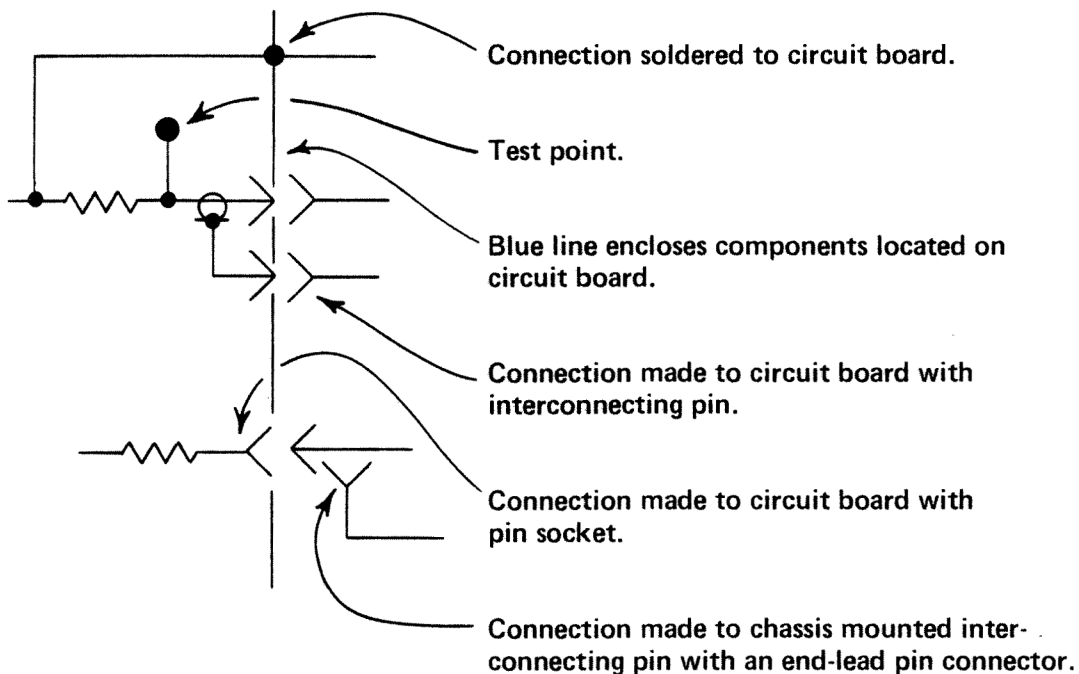 Connection soldered to circuit board.
Test point.
Blue line encloses components located on
circuit board.
Connection made to circuit board with
interconnecting pin.
Connection made to circuit board with
pin socket.
Connection made to chassis mounted inter-
connecting pin with an end-lead pin connector.